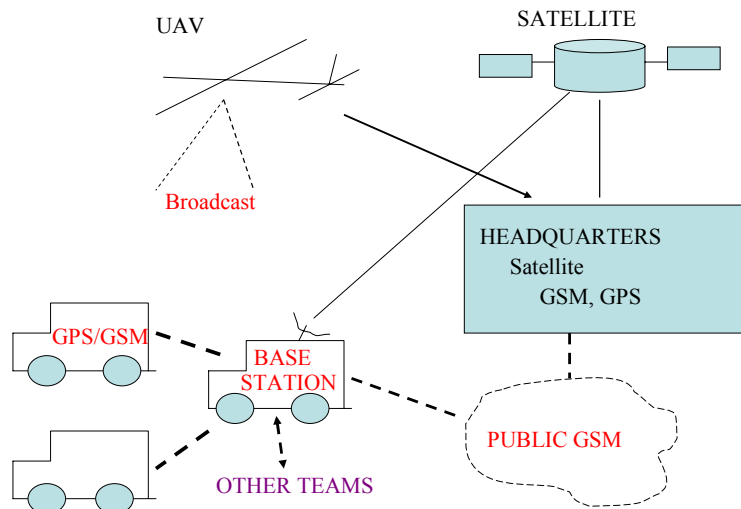 UAV
SATELLITE
Broadcast
HEADQUARTERS
Satellite
GSM, GPS
GPS/GSM
BASE
STATION
PUBLIC GSM
OTHER TEAMS